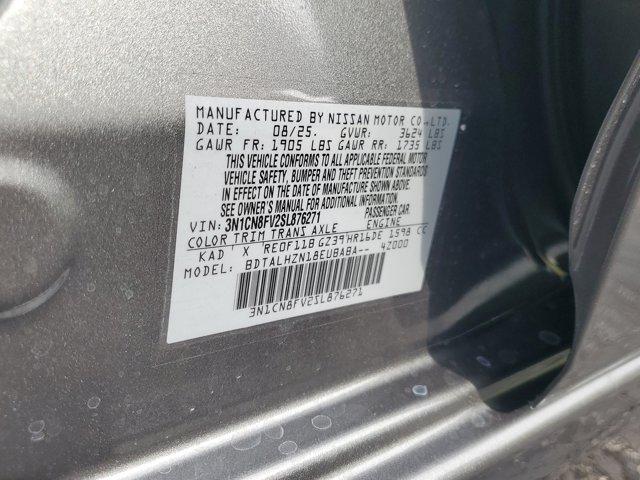 MANUFACTURED BY NISSAN MOTOR CO.,LTD.
DATE: 08/25. GVWR: 3624 LBS
GAWR FR: 1905 LBS GAWR RR: 1735 LBS
THIS VEHICLE CONFORMS TO ALL APPLICABLE FEDERAL MOTOR
VEHICLE SAFETY, BUMPER AND THEFT PREVENTION STANDARDS
IN EFFECT ON THE DATE OF MANUFACTURE SHOWN ABOVE.
SEE OWNER'S MANUAL FOR ADDITIONAL INFORMATION.
VIN: 3N1CN8FV2SL876271 PASSENGER CAR.
COLOR TRIM TRANS AXLE ENGINE
KAD X RE0F11B GZ39 HR16DE 1598 CC
MODEL: BDTALHZN18EUBABA-- 4Z000
3N1CN8FV2SL876271